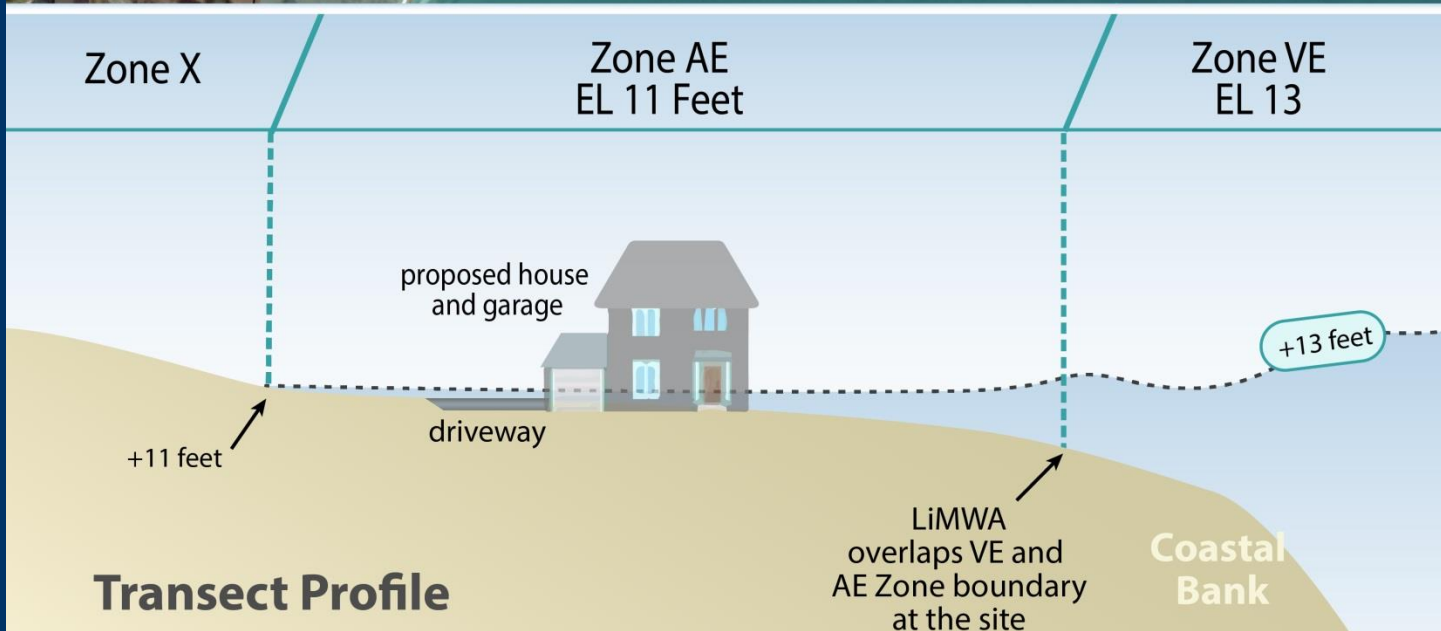 Zone X
Zone AE
EL 11 Feet
Zone VE
EL 13
proposed house
and garage
+13 feet
driveway
+11 feet
LiMWA
overlaps VE and
AE Zone boundary
at the site
Coastal
Bank
Transect Profile